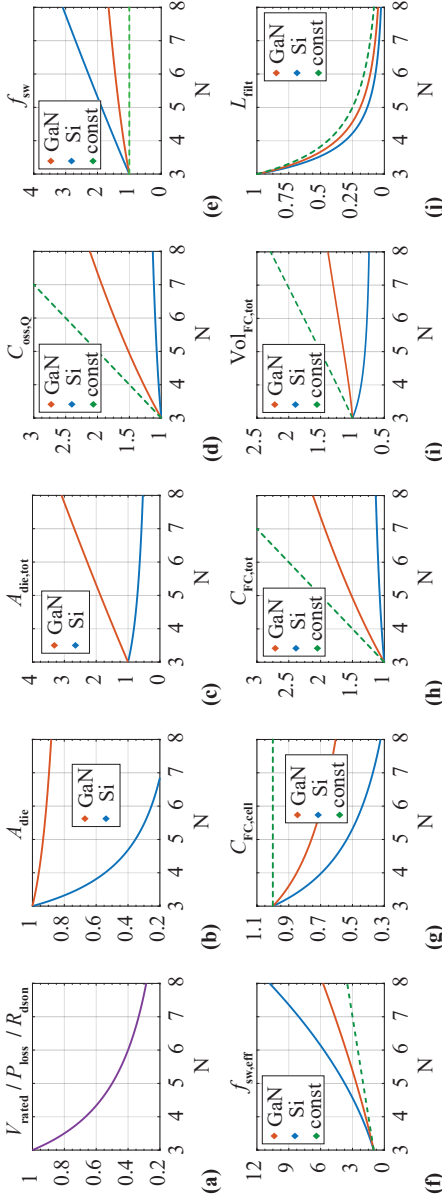 V_rated / P_loss / R_dson
1
0.8
0.6
0.4
0.2
3 4 5 6 7 8
N
(a)
A_die
1
0.8
0.6
0.4
0.2
GaN
Si
3 4 5 6 7 8
N
(b)
A_die,tot
4
3
2
1
0
GaN
Si
3 4 5 6 7 8
N
(c)
C_oss,Q
3
2.5
2
1.5
1
GaN
Si
const
3 4 5 6 7 8
N
(d)
f_sw
4
3
2
1
0
GaN
Si
const
3 4 5 6 7 8
N
(e)
f_sw,eff
12
9
6
3
0
GaN
Si
const
3 4 5 6 7 8
N
(f)
C_FC,cell
1.1
0.9
0.7
0.5
0.3
GaN
Si
const
3 4 5 6 7 8
N
(g)
C_FC,tot
3
2.5
2
1.5
1
GaN
Si
const
3 4 5 6 7 8
N
(h)
Vol_FC,tot
2.5
2
1.5
1
0.5
GaN
Si
const
3 4 5 6 7 8
N
(i)
L_filt
1
0.75
0.5
0.25
0
GaN
Si
const
3 4 5 6 7 8
N
(j)